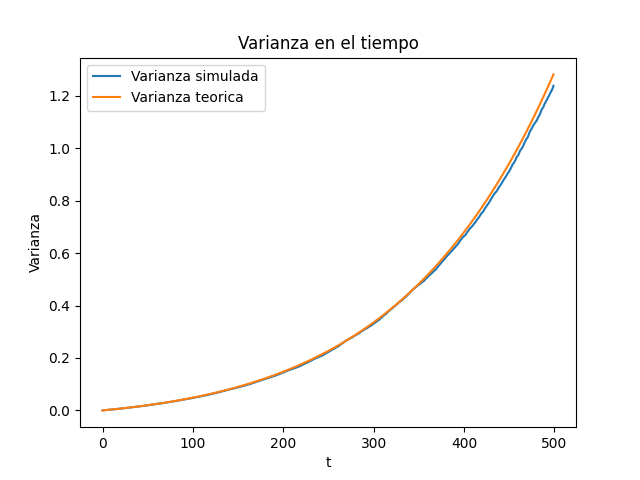 Varianza en el tiempo
Varianza simulada
Varianza teorica
Varianza
1.2
1.0
0.8
0.6
0.4
0.2
0.0
0 100 200 300 400 500
t